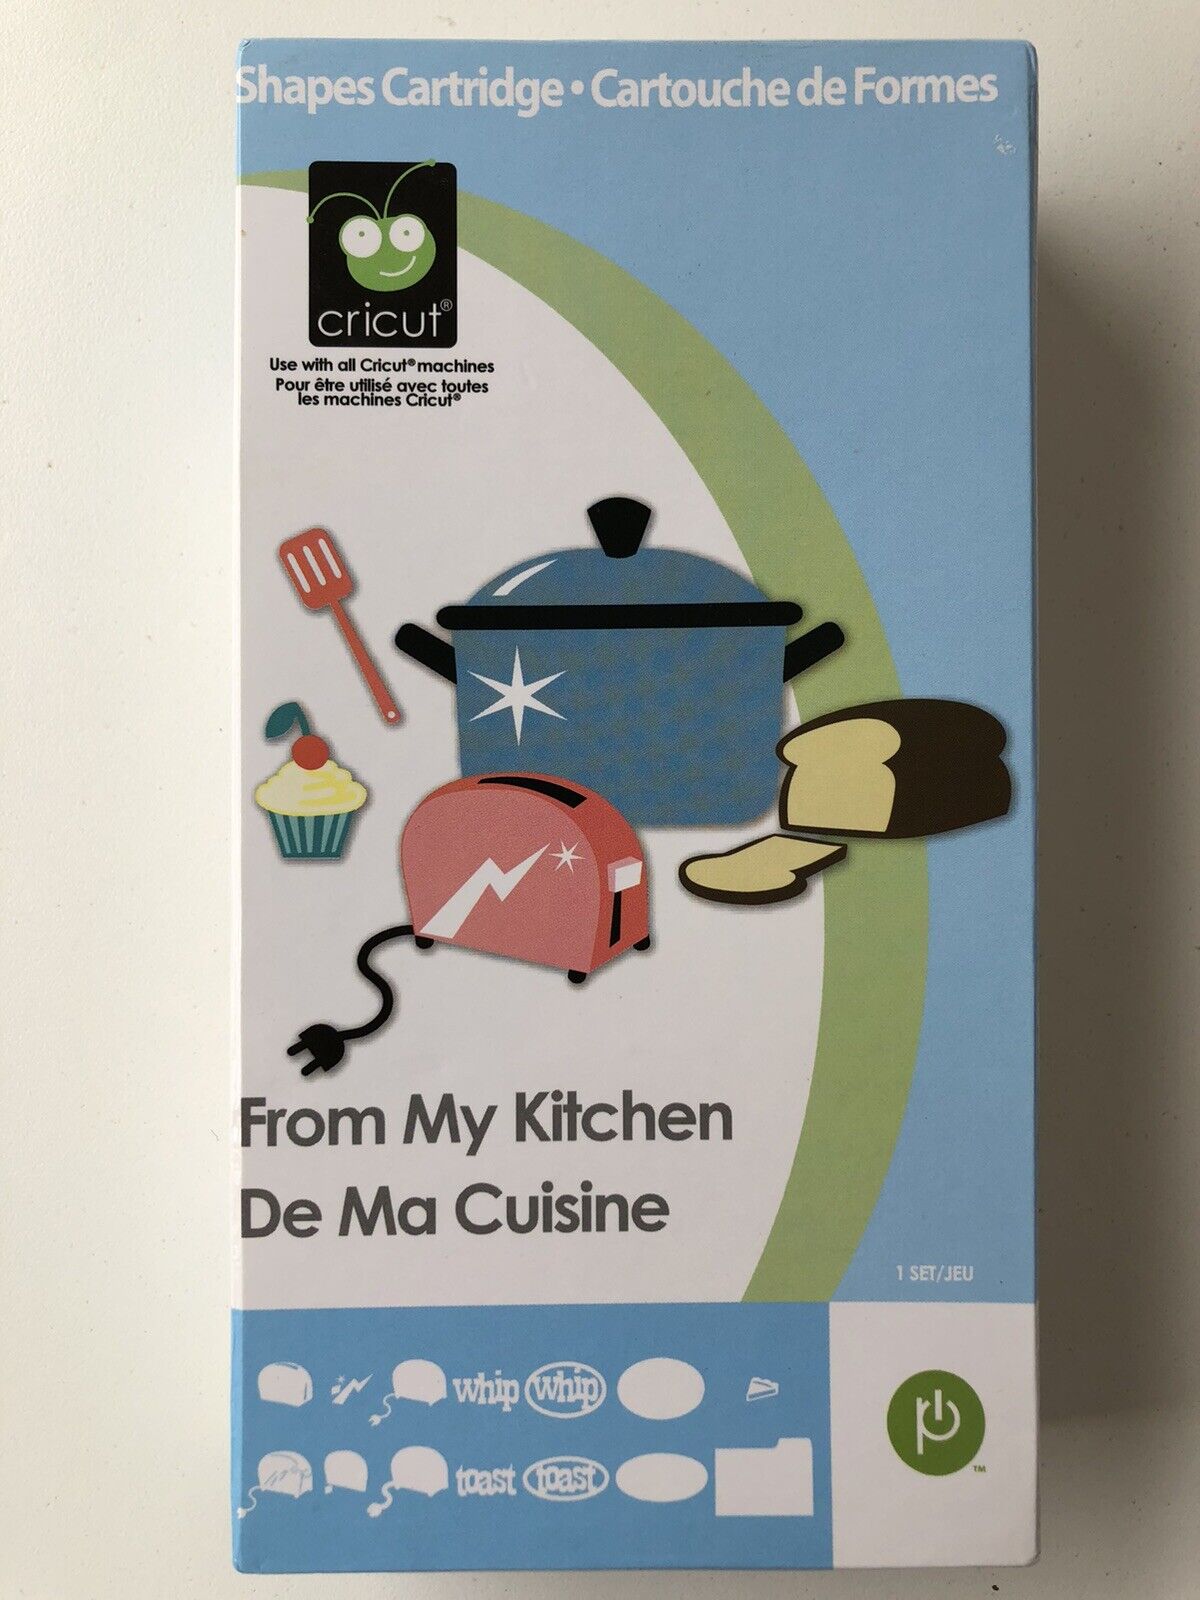 Shapes Cartridge • Cartouche de Formes
cricut®
Use with all Cricut® machines
Pour être utilisé avec toutes
les machines Cricut®
From My Kitchen
De Ma Cuisine
1 SET/JEU
whip whip
toast toast
™